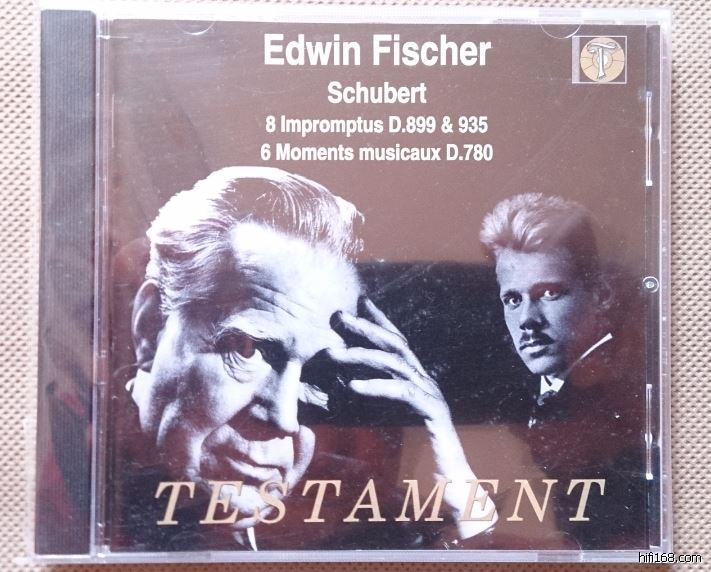 Edwin Fischer
Schubert
8 Impromptus D.899 & 935
6 Moments musicaux D.780
T
TESTAMENT
hifi168.com